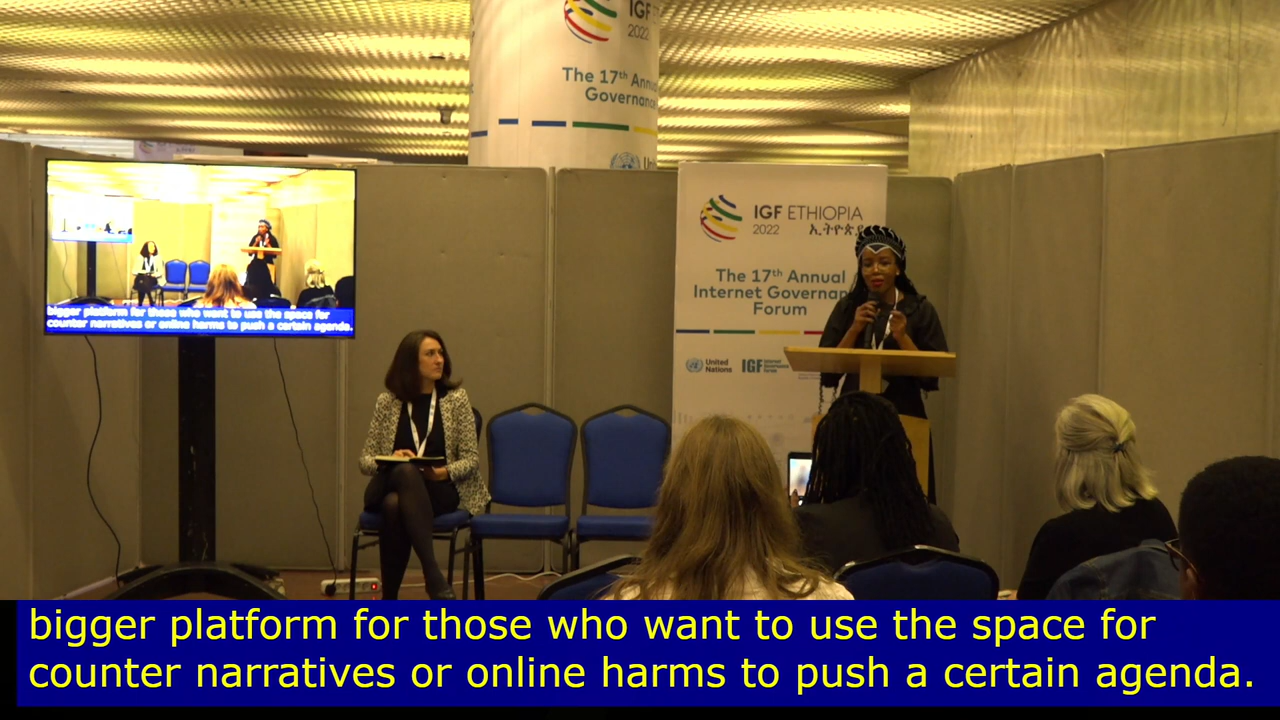 IGF
2022
The 17th Annual
Governance
IGF ETHIOPIA
2022 ኢትዮጵያ
The 17th Annual
Internet Governan
Forum
United
Nations
IGF Internet
Governance
Forum
bigger platform for those who want to use the space for
counter narratives or online harms to push a certain agenda.
bigger platform for those who want to use the space for
counter narratives or online harms to push a certain agenda.